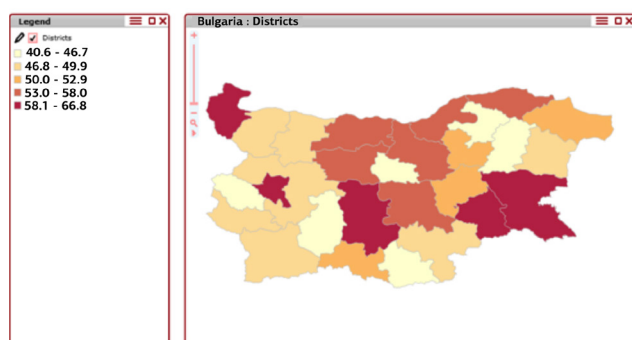 Legend
Districts
40.6 - 46.7
46.8 - 49.9
50.0 - 52.9
53.0 - 58.0
58.1 - 66.8
Bulgaria : Districts